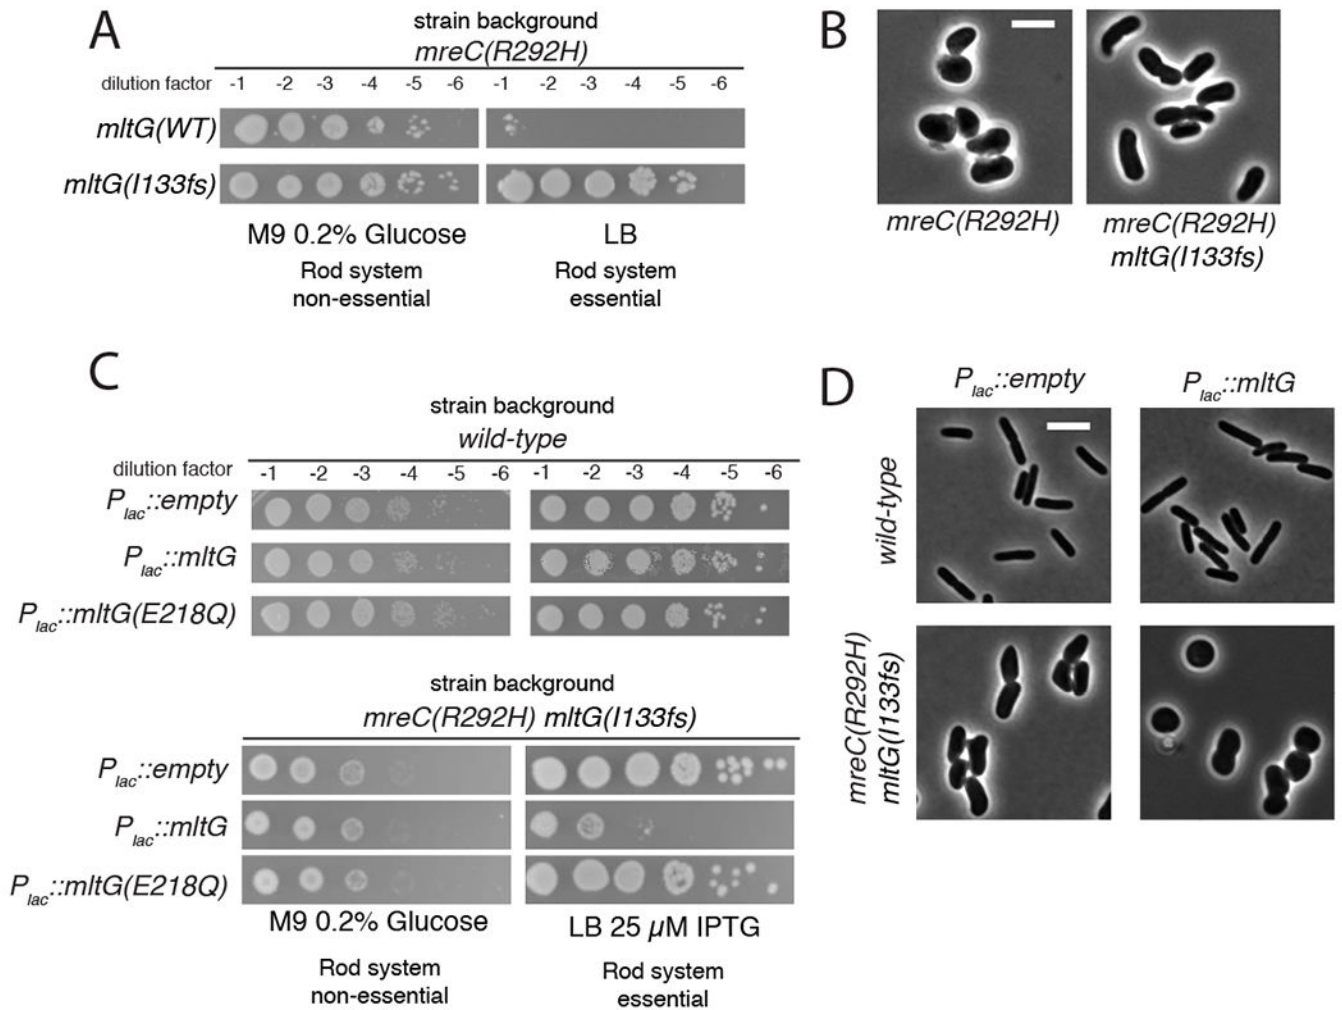 A
strain background
mreC(R292H)
dilution factor -1 -2 -3 -4 -5 -6 -1 -2 -3 -4 -5 -6
mltG(WT)
mltG(I133fs)
M9 0.2% Glucose LB
Rod system Rod system
non-essential essential
B
mreC(R292H) mreC(R292H)
mltG(I133fs)
C
strain background
wild-type
dilution factor -1 -2 -3 -4 -5 -6 -1 -2 -3 -4 -5 -6
Plac::empty
Plac::mltG
Plac::mltG(E218Q)
strain background
mreC(R292H) mltG(I133fs)
Plac::empty
Plac::mltG
Plac::mltG(E218Q)
M9 0.2% Glucose LB 25 µM IPTG
Rod system Rod system
non-essential essential
D
Plac::empty Plac::mltG
wild-type
mreC(R292H)
mltG(I133fs)